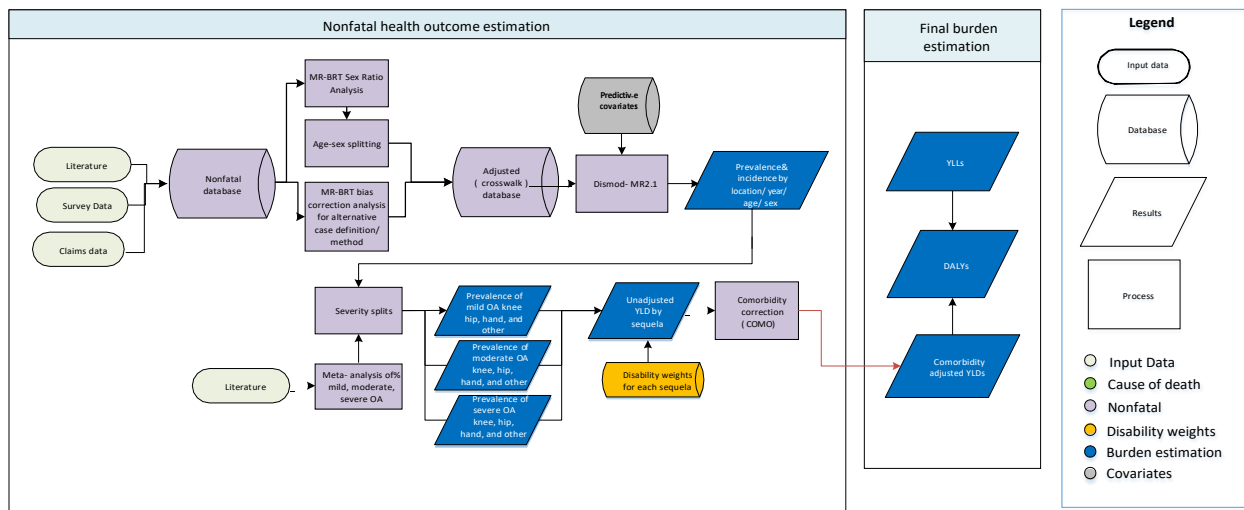 Nonfatal health outcome estimation
MR-BRT Sex Ratio
Analysis
Age-sex splitting
MR-BRT bias
correction analysis
for alternative
case definition/
method
Literature
Survey Data
Claims data
Nonfatal
database
Adjusted
( crosswalk )
database
Predictiv-e
covariates
Dismod- MR2.1
Prevalence&
incidence by
location/ year/
age/ sex
Severity splits
Literature
Meta- analysis of%
mild, moderate,
severe OA
Prevalence of
mild OA knee
hip, hand, and
other
Prevalence of
moderate OA
knee, hip,
hand, and other
Prevalence of
severe OA
knee, hip,
hand, and other
Unadjusted
YLD by
sequela
Disability weights
for each sequela
Comorbidity
correction
( COMO)
Final burden
estimation
YLLs
DALYs
Comorbidity
adjusted YLDs
Legend
Input data
Database
Results
Process
Input Data
Cause of death
Nonfatal
Disability weights
Burden estimation
Covariates